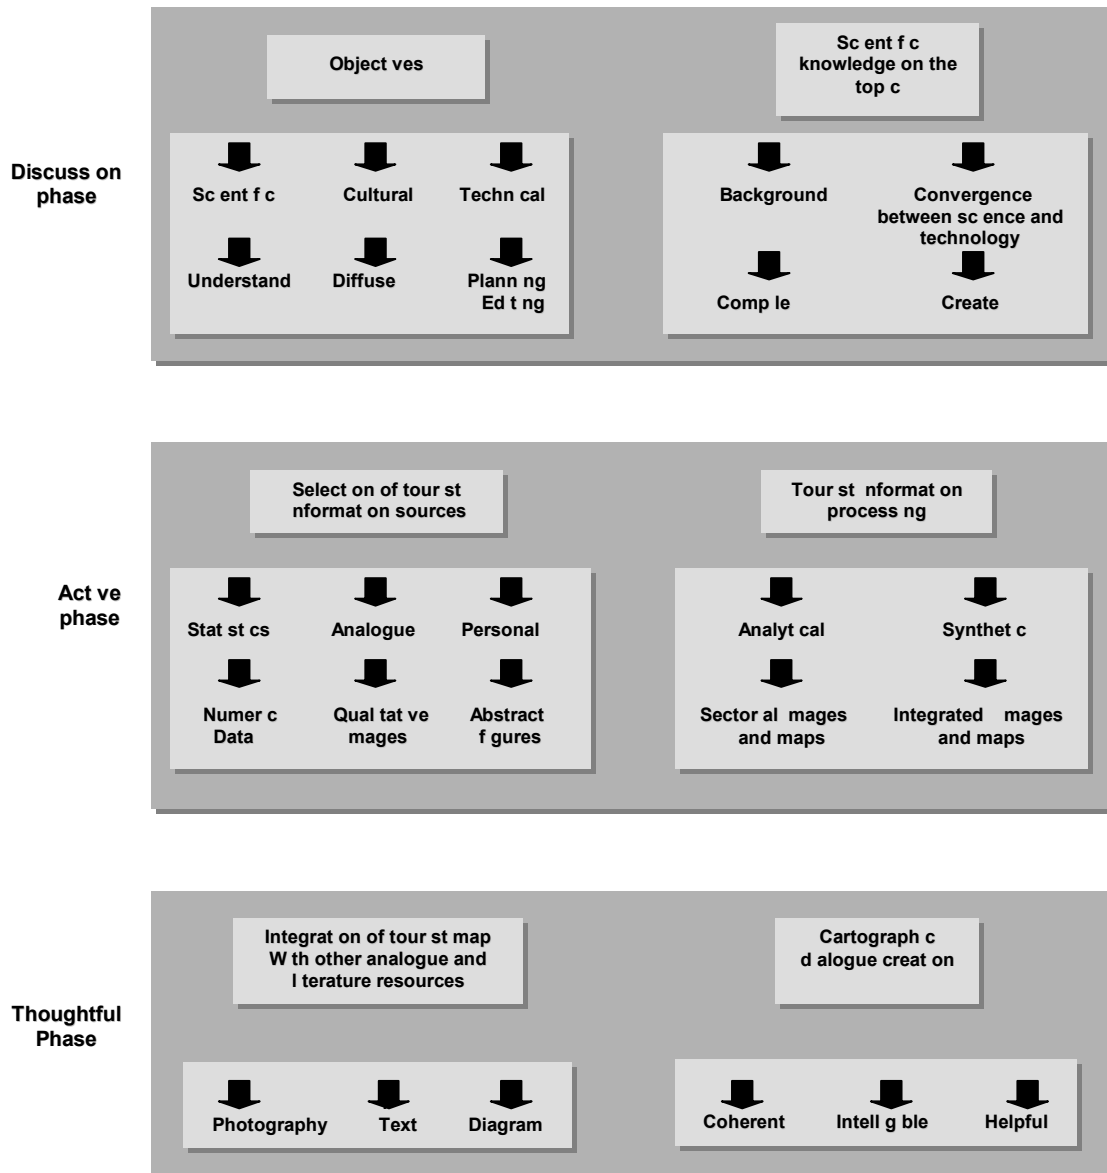 Discuss on
phase
Object ves
Sc ent f c
Cultural
Techn cal
Understand
Diffuse
Plann ng
Ed t ng
Sc ent f c
knowledge on the
top c
Background
Convergence
between sc ence and
technology
Comp le
Create
Act ve
phase
Select on of tour st
nformat on sources
Stat st cs
Analogue
Personal
Numer c
Data
Qual tat ve
mages
Abstract
f gures
Tour st nformat on
process ng
Analyt cal
Synthet c
Sector al mages
and maps
Integrated mages
and maps
Thoughtful
Phase
Integrat on of tour st map
W th other analogue and
l terature resources
Photography
Text
Diagram
Cartograph c
d alogue creat on
Coherent
Intell g ble
Helpful